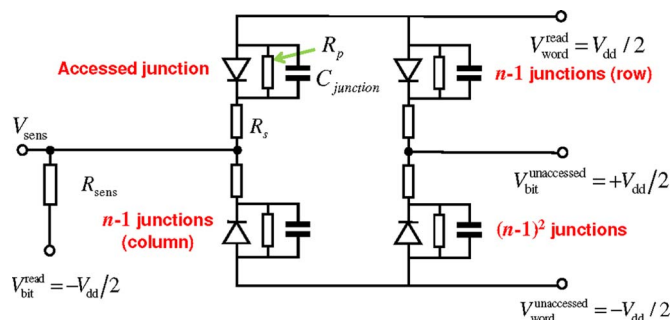 Accessed junction
R_p
C_junction
V_word^read = V_dd / 2
n-1 junctions (row)
R_s
V_sens
R_sens
V_bit^unaccessed = +V_dd/2
n-1 junctions
(column)
(n-1)² junctions
V_bit^read = −V_dd/2
V_word^unaccessed = −V_dd / 2